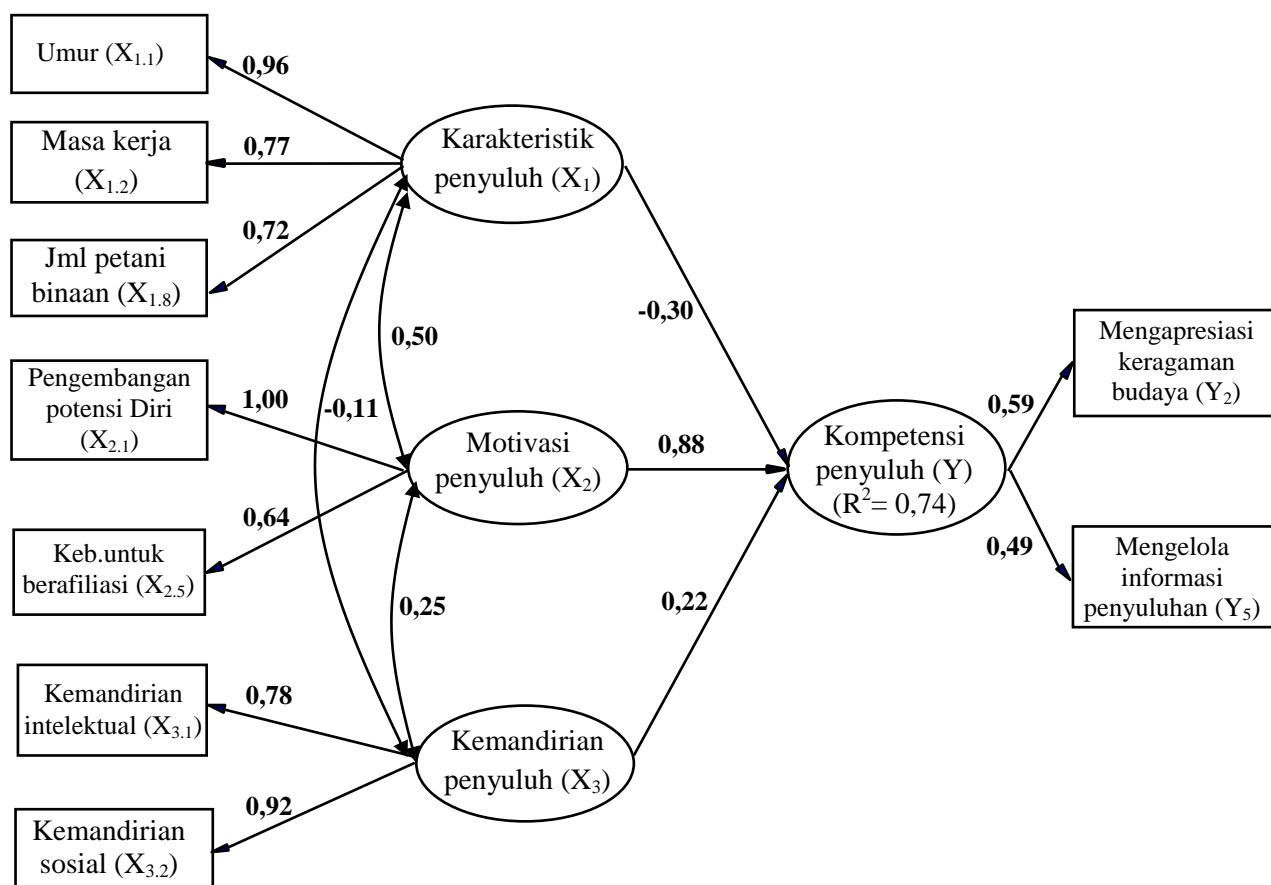 Umur (X1.1)
0,96
Masa kerja
(X1.2)
0,77
Jml petani
binaan (X1.8)
0,72
Karakteristik
penyuluh (X1)
-0,30
0,50
-0,11
Pengembangan
potensi Diri
(X2.1)
1,00
Keb.untuk
berafiliasi (X2.5)
0,64
Motivasi
penyuluh (X2)
0,88
0,25
Kemandirian
intelektual (X3.1)
0,78
Kemandirian
sosial (X3.2)
0,92
Kemandirian
penyuluh (X3)
0,22
Kompetensi
penyuluh (Y)
(R2= 0,74)
0,59
Mengapresiasi
keragaman
budaya (Y2)
0,49
Mengelola
informasi
penyuluhan (Y5)